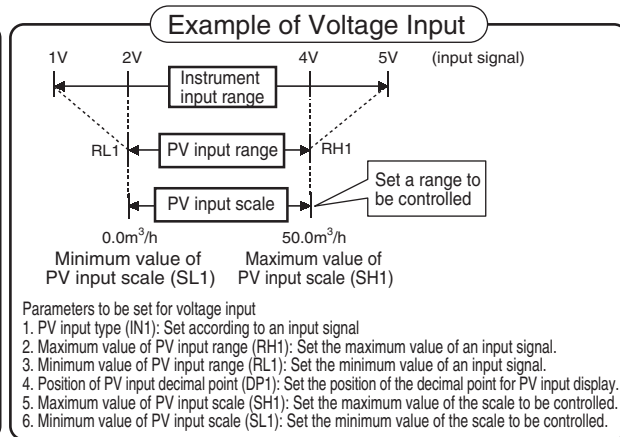 Example of Voltage Input
1V 2V 4V 5V (input signal)
Instrument
input range
RL1 PV input range RH1
PV input scale
Set a range to
be controlled
0.0m³/h 50.0m³/h
Minimum value of
PV input scale (SL1)
Maximum value of
PV input scale (SH1)
Parameters to be set for voltage input
1. PV input type (IN1): Set according to an input signal
2. Maximum value of PV input range (RH1): Set the maximum value of an input signal.
3. Minimum value of PV input range (RL1): Set the minimum value of an input signal.
4. Position of PV input decimal point (DP1): Set the position of the decimal point for PV input display.
5. Maximum value of PV input scale (SH1): Set the maximum value of the scale to be controlled.
6. Minimum value of PV input scale (SL1): Set the minimum value of the scale to be controlled.